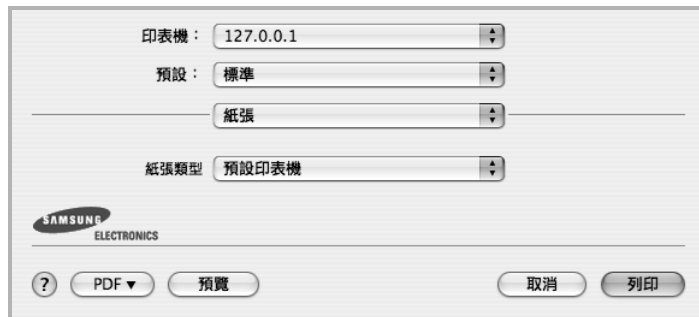 印表機： 127.0.0.1
預設： 標準
紙張
紙張類型 預設印表機
SAMSUNG
ELECTRONICS
? PDF▼ 預覽 取消 列印